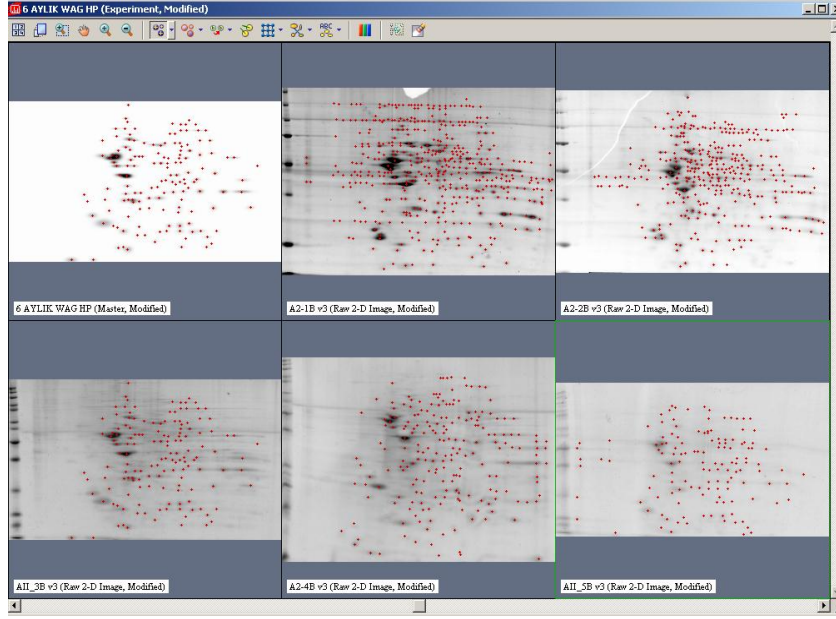 6 AYLIK WAG HP (Experiment, Modified)
ABC
6 AYLIK WAG HP (Master, Modified)
A2-1B v3 (Raw 2-D Image, Modified)
A2-2B v3 (Raw 2-D Image, Modified)
AII_3B v3 (Raw 2-D Image, Modified)
A2-4B v3 (Raw 2-D Image, Modified)
AII_5B v3 (Raw 2-D Image, Modified)